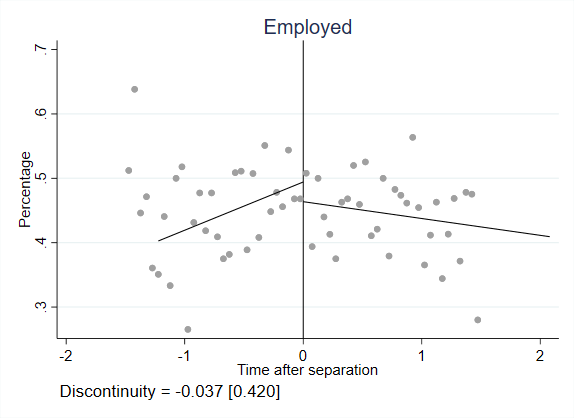 Employed
Percentage
.7
.6
.5
.4
.3
-2 -1 0 1 2
Time after separation
Discontinuity = -0.037 [0.420]